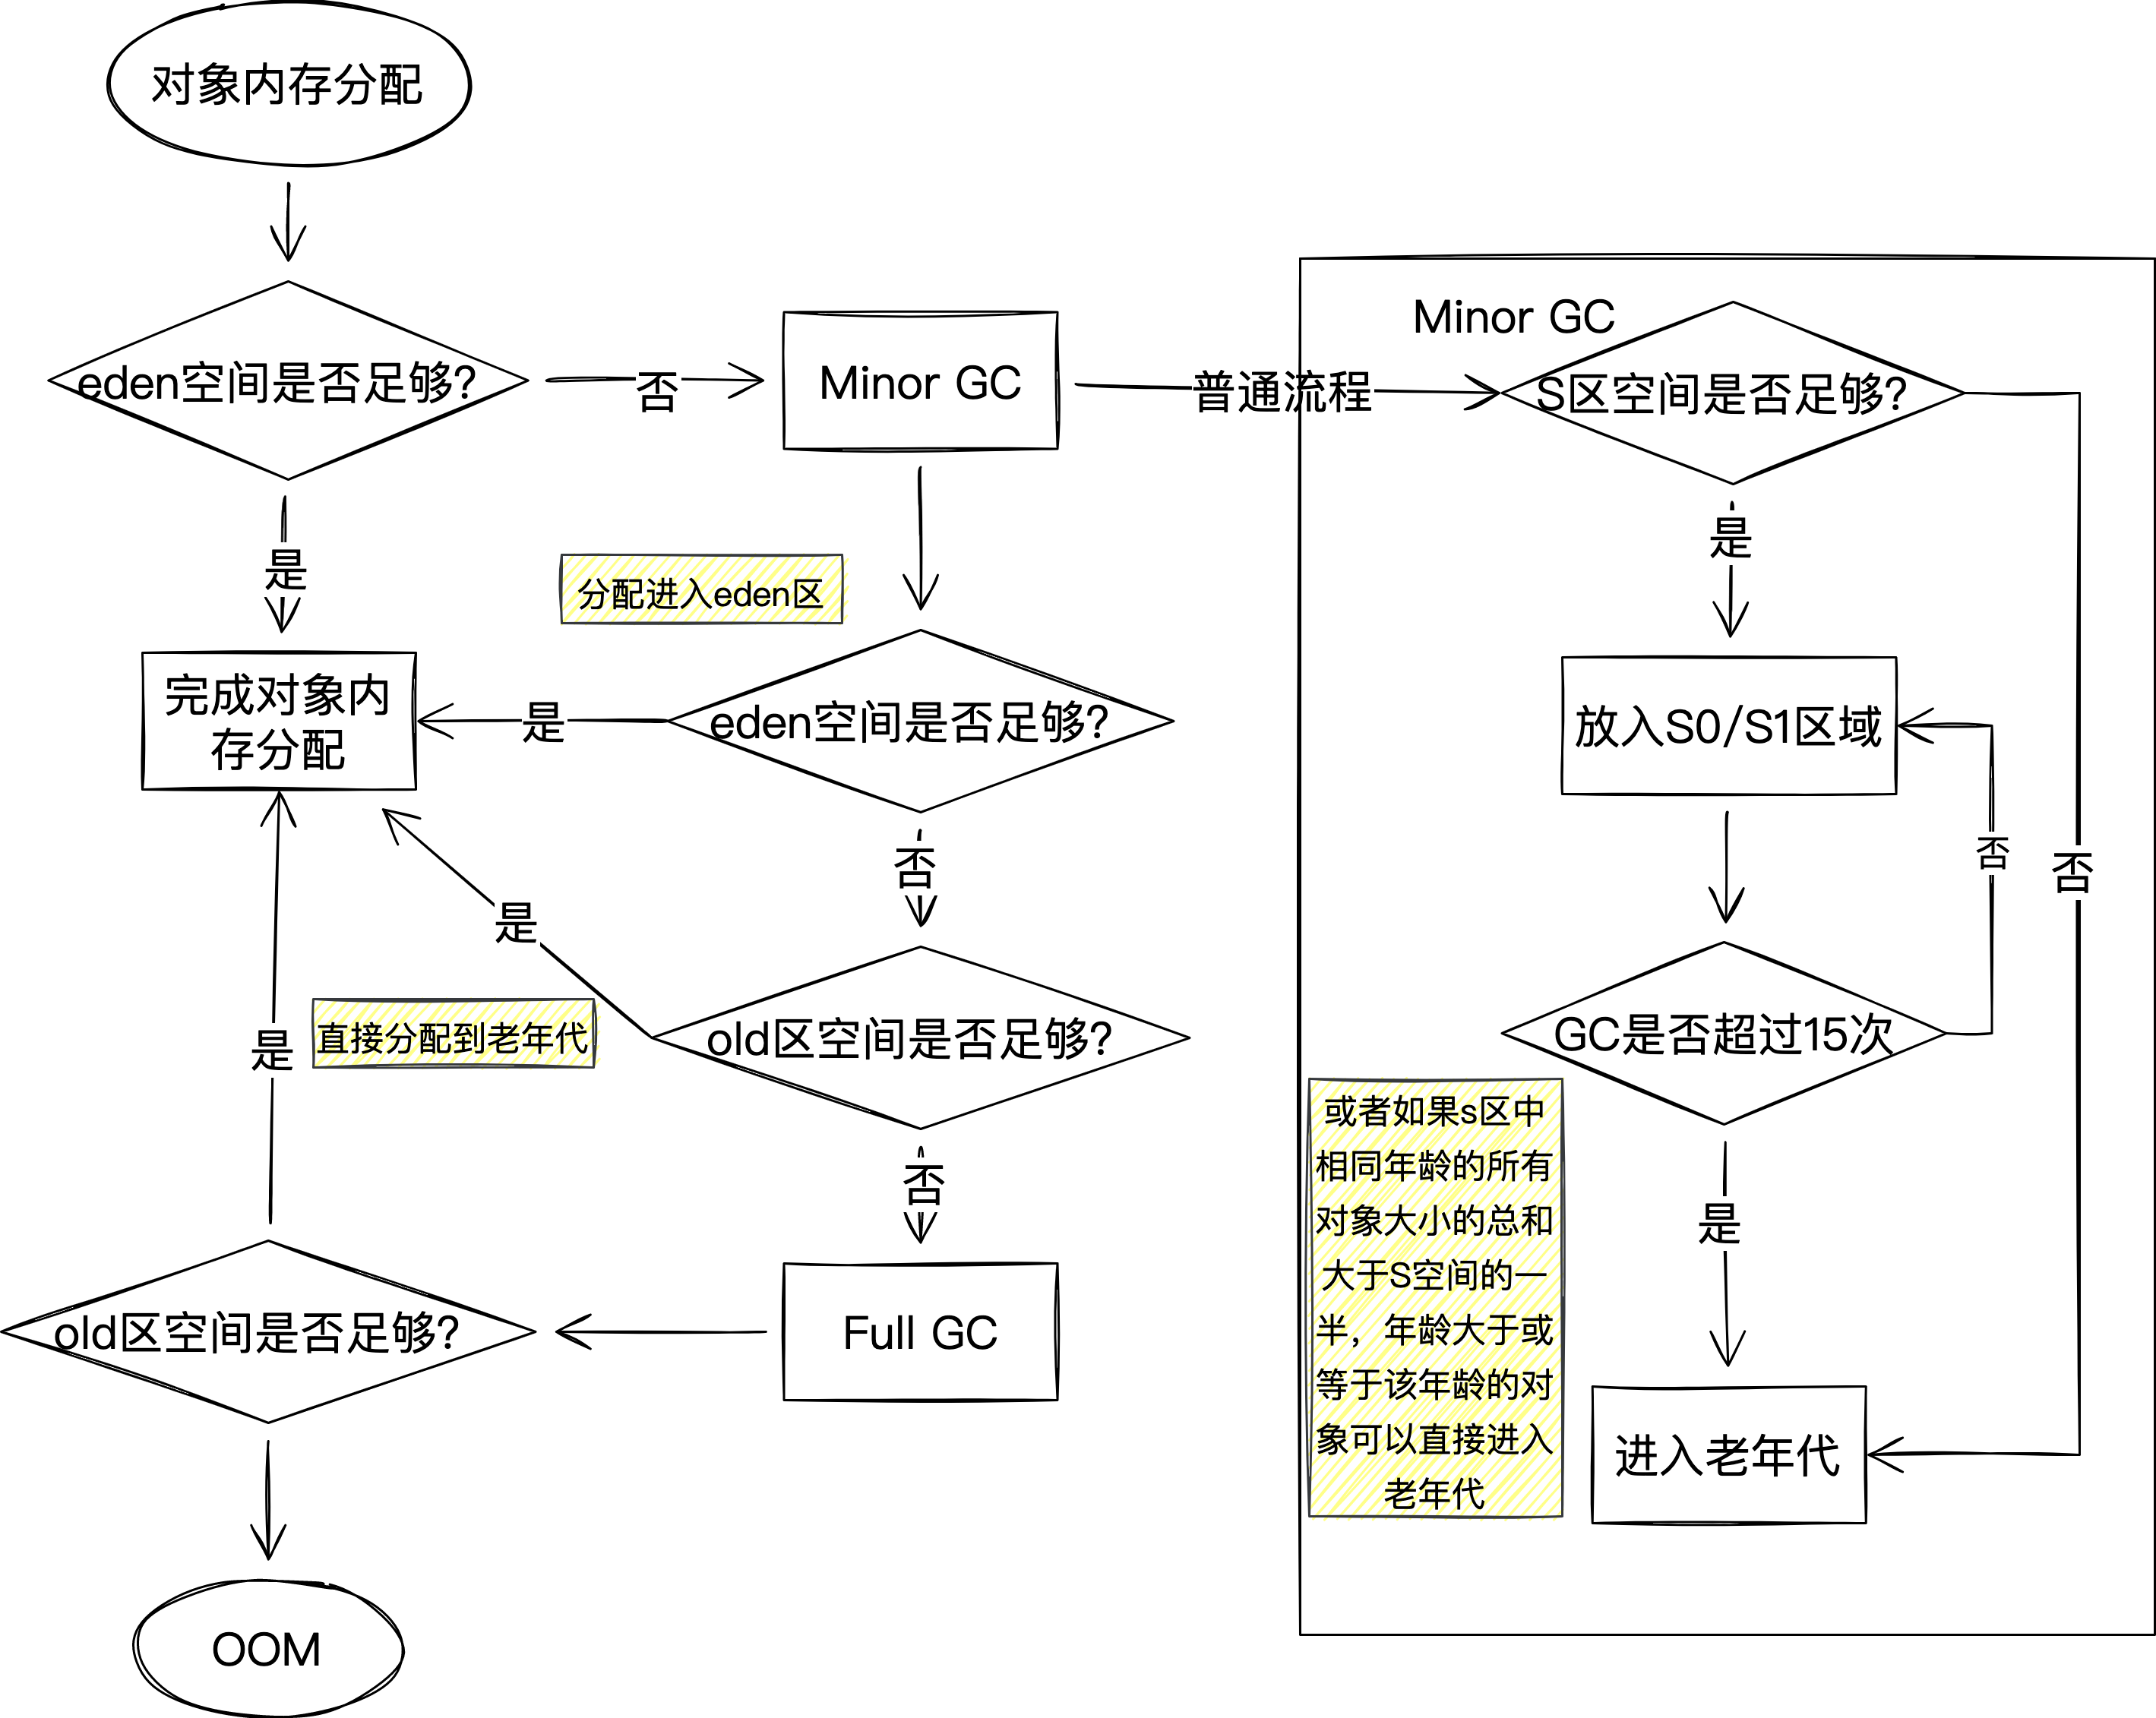 对象内存分配
eden空间是否足够?
否
Minor GC
普通流程
Minor GC
S区空间是否足够?
是
分配进入eden区
是
完成对象内
存分配
是
eden空间是否足够?
放入S0/S1区域
否
否
否
是
直接分配到老年代
old区空间是否足够?
GC是否超过15次
是
或者如果s区中
相同年龄的所有
对象大小的总和
大于S空间的一
半，年龄大于或
等于该年龄的对
象可以直接进入
老年代
否
是
old区空间是否足够?
Full GC
进入老年代
OOM